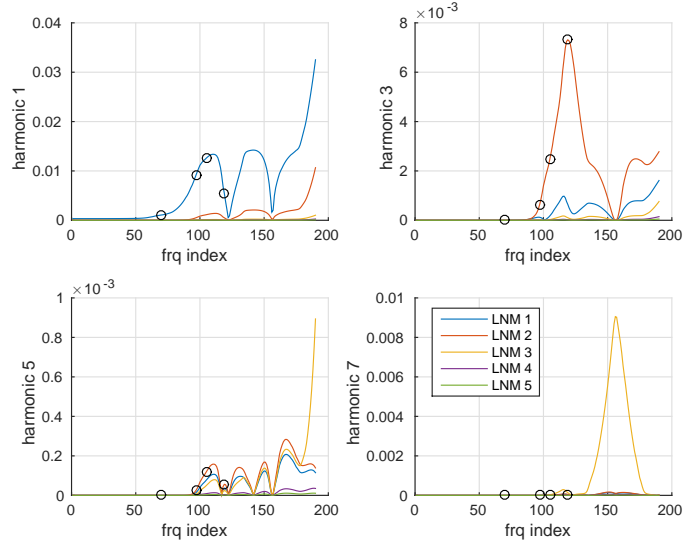 0.04
0.03
0.02
0.01
0
0 50 100 150 200
frq index
harmonic 1
× 10⁻³
8
6
4
2
0
0 50 100 150 200
frq index
harmonic 3
× 10⁻³
1
0.8
0.6
0.4
0.2
0
0 50 100 150 200
frq index
harmonic 5
0.01
0.008
0.006
0.004
0.002
0.000
0 50 100 150 200
frq index
harmonic 7
LNM 1
LNM 2
LNM 3
LNM 4
LNM 5